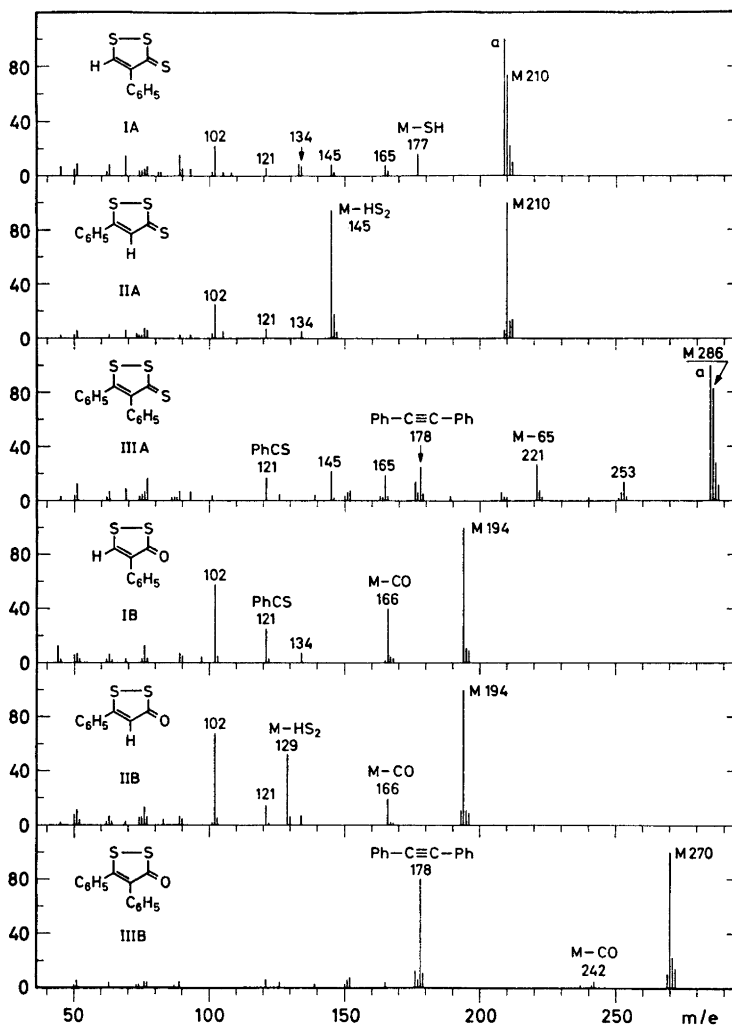 80
40
0
S S
H S
C6H5
IA
102
121
134
145
165
M–SH
177
α
M 210
80
40
0
S S
C6H5 S
H
IIA
102
121
134
M–HS2
145
M 210
80
40
0
S S
C6H5 S
C6H5
IIIA
PhCS
121
145
165
Ph–C≡C–Ph
178
M–65
221
253
α
M 286
80
40
0
S S
H O
C6H5
IB
102
PhCS
121
134
M–CO
166
M 194
80
40
0
S S
C6H5 O
H
IIB
102
121
M–HS2
129
M–CO
166
M 194
80
40
0
S S
C6H5 O
C6H5
IIIB
Ph–C≡C–Ph
178
M–CO
242
M 270
50 100 150 200 250 m/e